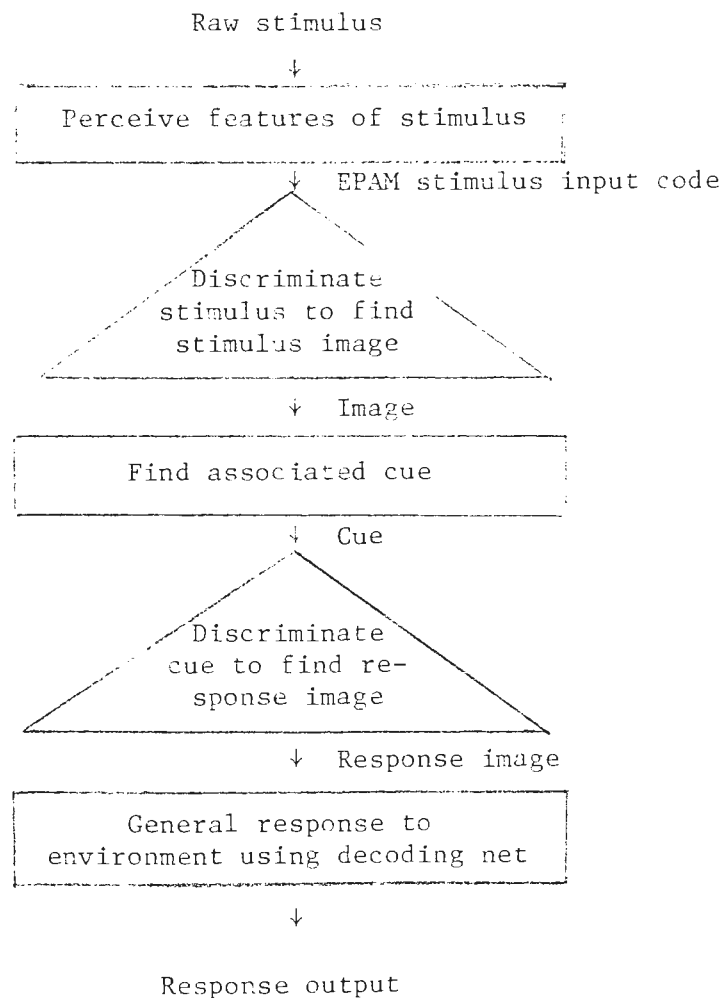 Raw stimulus
↓
Perceive features of stimulus
↓ EPAM stimulus input code
Discriminate
stimulus to find
stimulus image
↓ Image
Find associated cue
↓ Cue
Discriminate
cue to find re-
sponse image
↓ Response image
General response to
environment using decoding net
↓
Response output